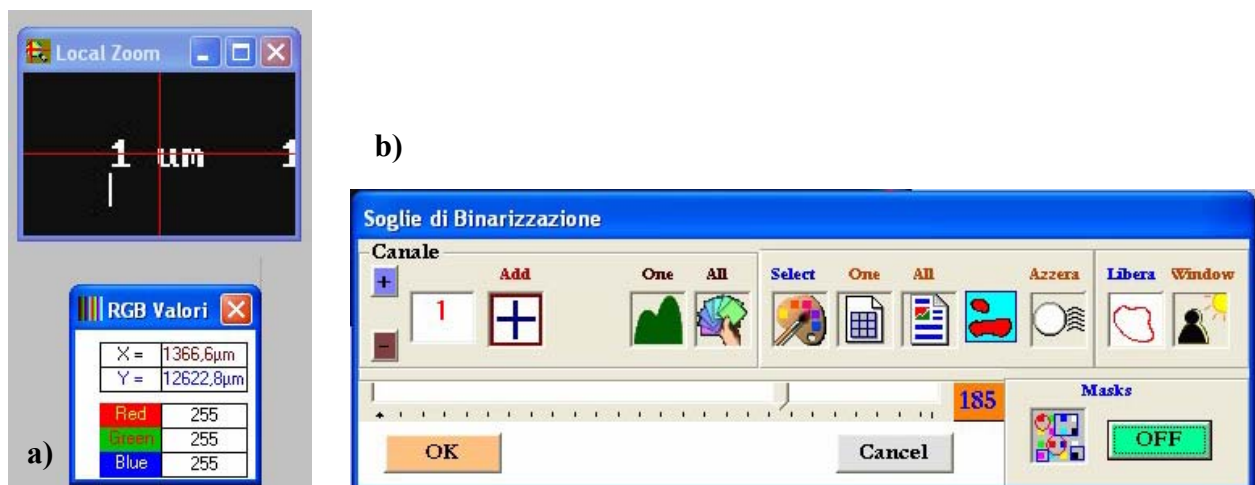 Local Zoom
1 um 1
RGB Valori
X = 1366,6µm
Y = 12622,8µm
Red 255
Green 255
Blue 255
a)
b)
Soglie di Binarizzazione
Canale
+ Add One All Select One All Azzera Libera Window
1
-
185
Masks
OK Cancel OFF